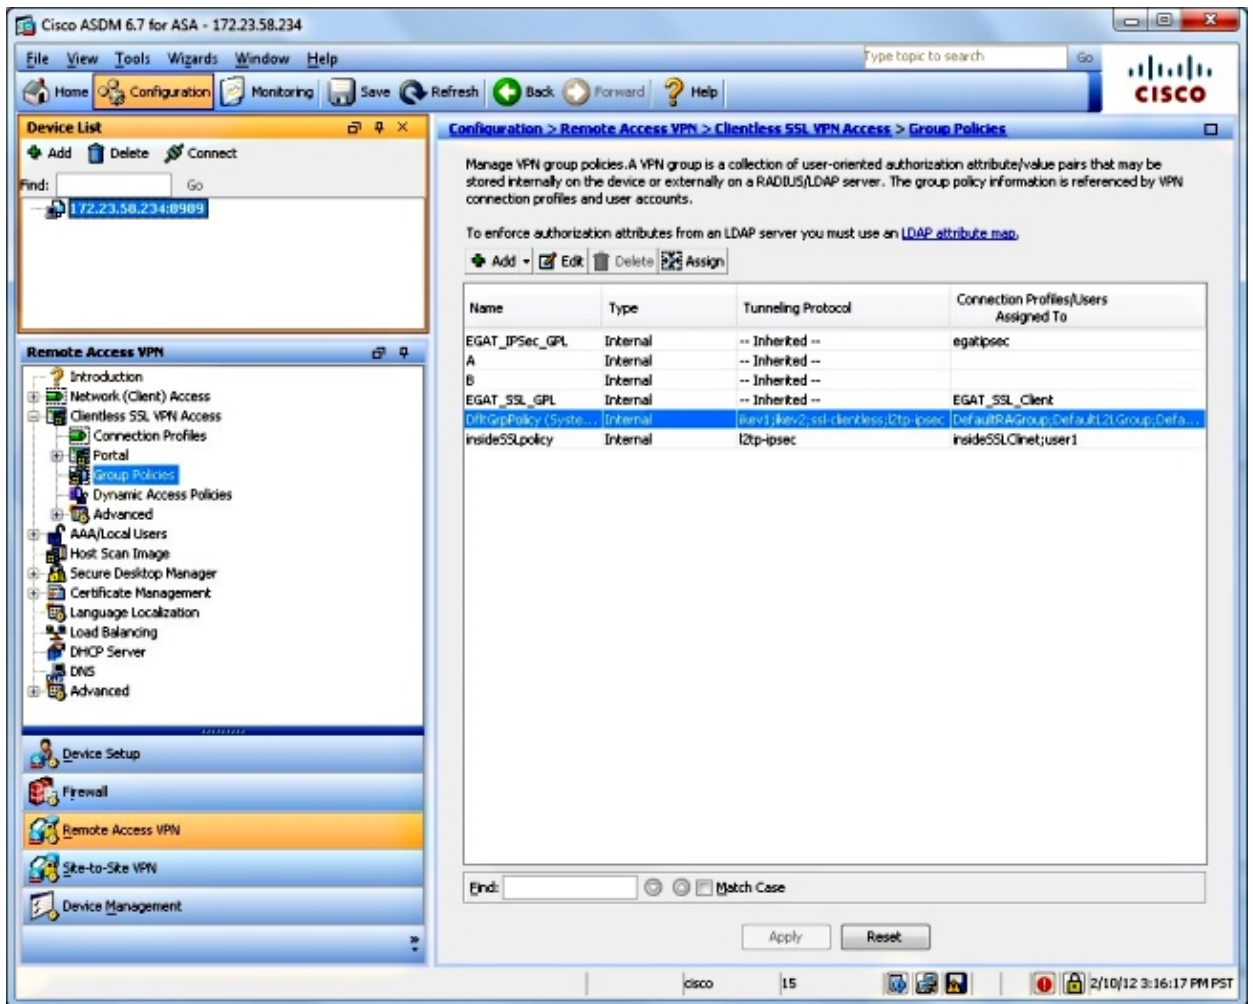 Cisco ASDM 6.7 for ASA - 172.23.58.234
File View Tools Wizards Window Help
Type topic to search Go
Home Configuration Monitoring Save Refresh Back Forward Help
CISCO
Device List
Add Delete Connect
Find: Go
172.23.58.234:8989
Remote Access VPN
Introduction
Network (Client) Access
Clientless SSL VPN Access
Connection Profiles
Portal
Group Policies
Dynamic Access Policies
Advanced
AAA/Local Users
Host Scan Image
Secure Desktop Manager
Certificate Management
Language Localization
Load Balancing
DHCP Server
DNS
Advanced
Device Setup
Firewall
Remote Access VPN
Site-to-Site VPN
Device Management
Configuration > Remote Access VPN > Clientless SSL VPN Access > Group Policies
Manage VPN group policies.A VPN group is a collection of user-oriented authorization attribute/value pairs that may be
stored internally on the device or externally on a RADIUS/LDAP server. The group policy information is referenced by VPN
connection profiles and user accounts.
To enforce authorization attributes from an LDAP server you must use an LDAP attribute map.
Add Edit Delete Assign
Name Type Tunneling Protocol Connection Profiles/Users
Assigned To
EGAT_IPSec_GPL Internal -- Inherited -- egatipsec
A Internal -- Inherited --
B Internal -- Inherited --
EGAT_SSL_GPL Internal -- Inherited -- EGAT_SSL_Client
DfltGrpPolicy (Syste... Internal ikev1;ikev2;ssl-clientless;l2tp-ipsec DefaultRAGroup;DefaultL2LGroup;Defa...
insideSSLpolicy Internal l2tp-ipsec insideSSLClinet;user1
Find: Match Case
Apply Reset
cisco 15 2/10/12 3:16:17 PM PST